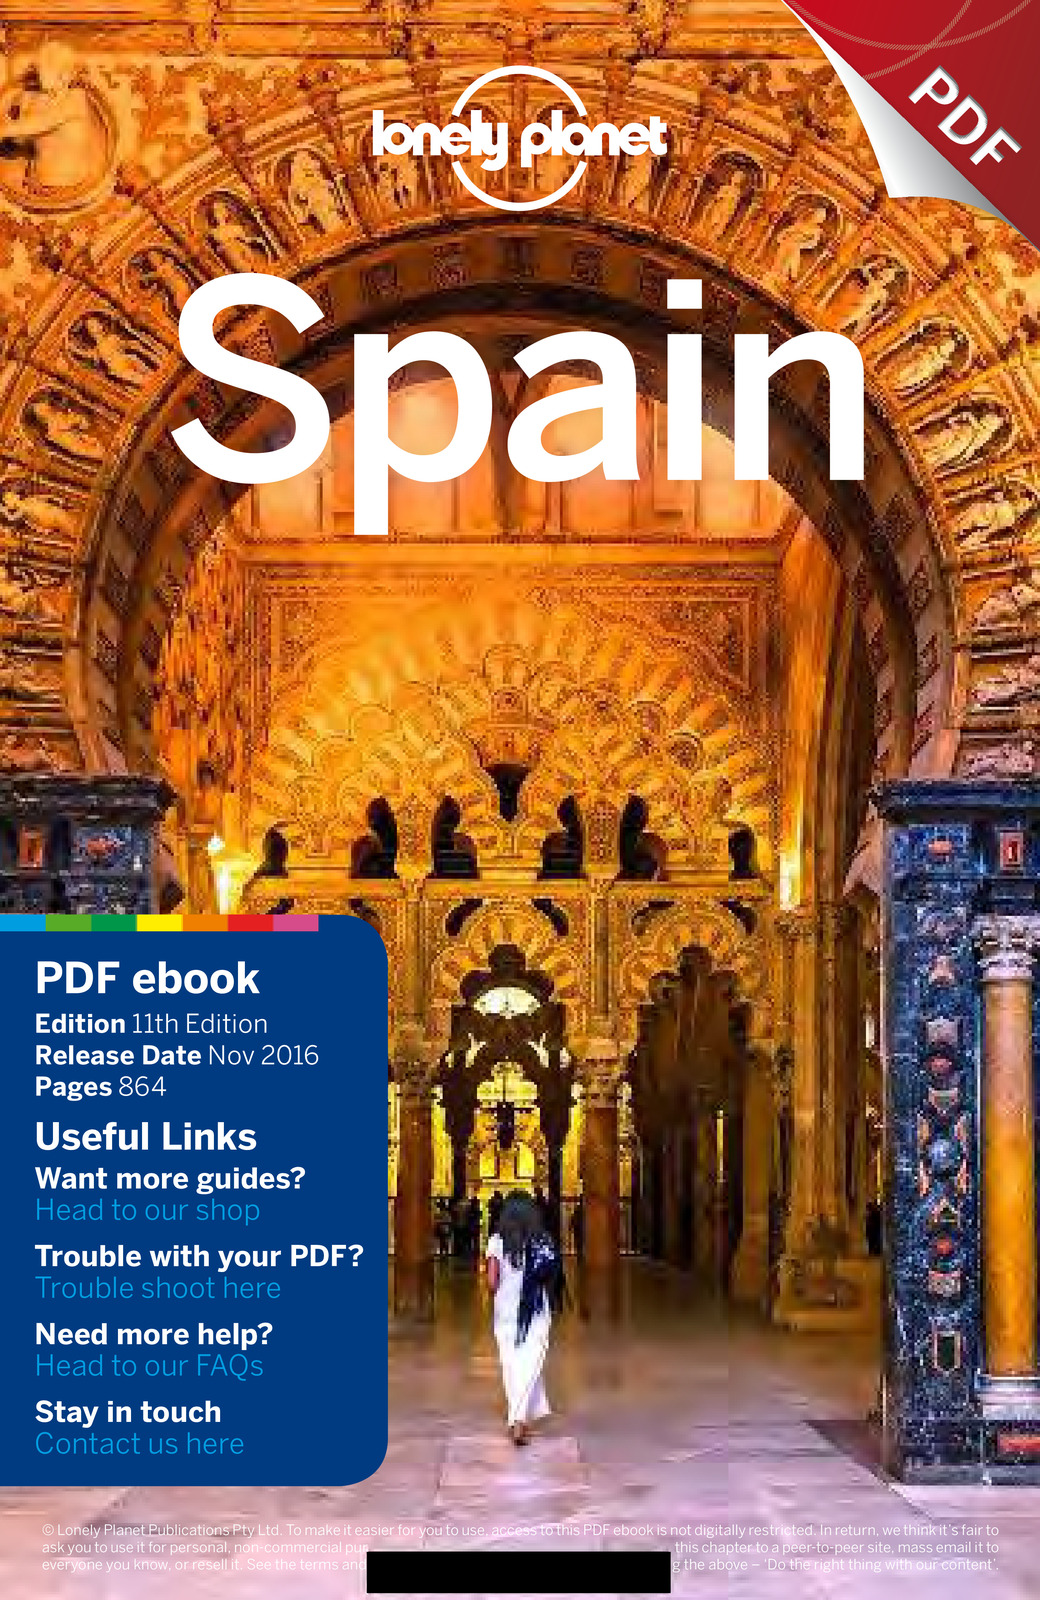 lonely planet
PDF
Spain
PDF ebook
Edition 11th Edition
Release Date Nov 2016
Pages 864
Useful Links
Want more guides?
Head to our shop
Trouble with your PDF?
Trouble shoot here
Need more help?
Head to our FAQs
Stay in touch
Contact us here
© Lonely Planet Publications Pty Ltd. To make it easier for you to use, access to this PDF ebook is not digitally restricted. In return, we think it's fair to
ask you to use it for personal, non-commercial this chapter to a peer-to-peer site, mass email it to
everyone you know, or resell it. See the terms and the above – 'Do the right thing with our content'.